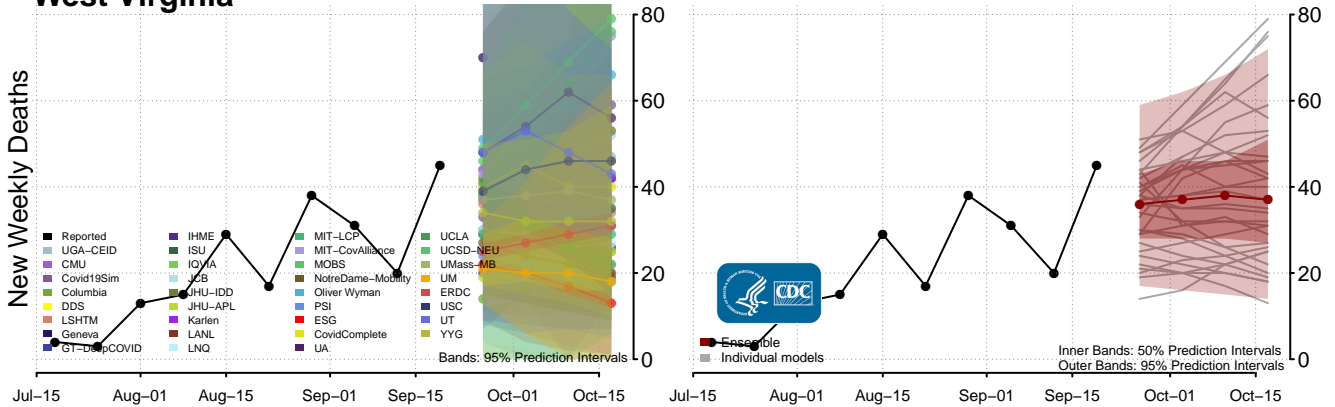 West Virginia
New Weekly Deaths
80
60
40
20
0
Reported
UGA−CEID
CMU
Covid19Sim
Columbia
DDS
LSHTM
Geneva
GT−DeepCOVID
IHME
ISU
IQVIA
JCB
JHU−IDD
JHU−APL
Karlen
LANL
LNQ
MIT−LCP
MIT−CovAlliance
MOBS
NotreDame−Mobility
Oliver Wyman
PSI
ESG
CovidComplete
UA
UCLA
UCSD−NEU
UMass−MB
UM
ERDC
USC
UT
YYG
Bands: 95% Prediction Intervals
Jul−15 Aug−01 Aug−15 Sep−01 Sep−15 Oct−01 Oct−15
80
60
40
20
0
CDC
Ensemble
Individual models
Inner Bands: 50% Prediction Intervals
Outer Bands: 95% Prediction Intervals
Jul−15 Aug−01 Aug−15 Sep−01 Sep−15 Oct−01 Oct−15